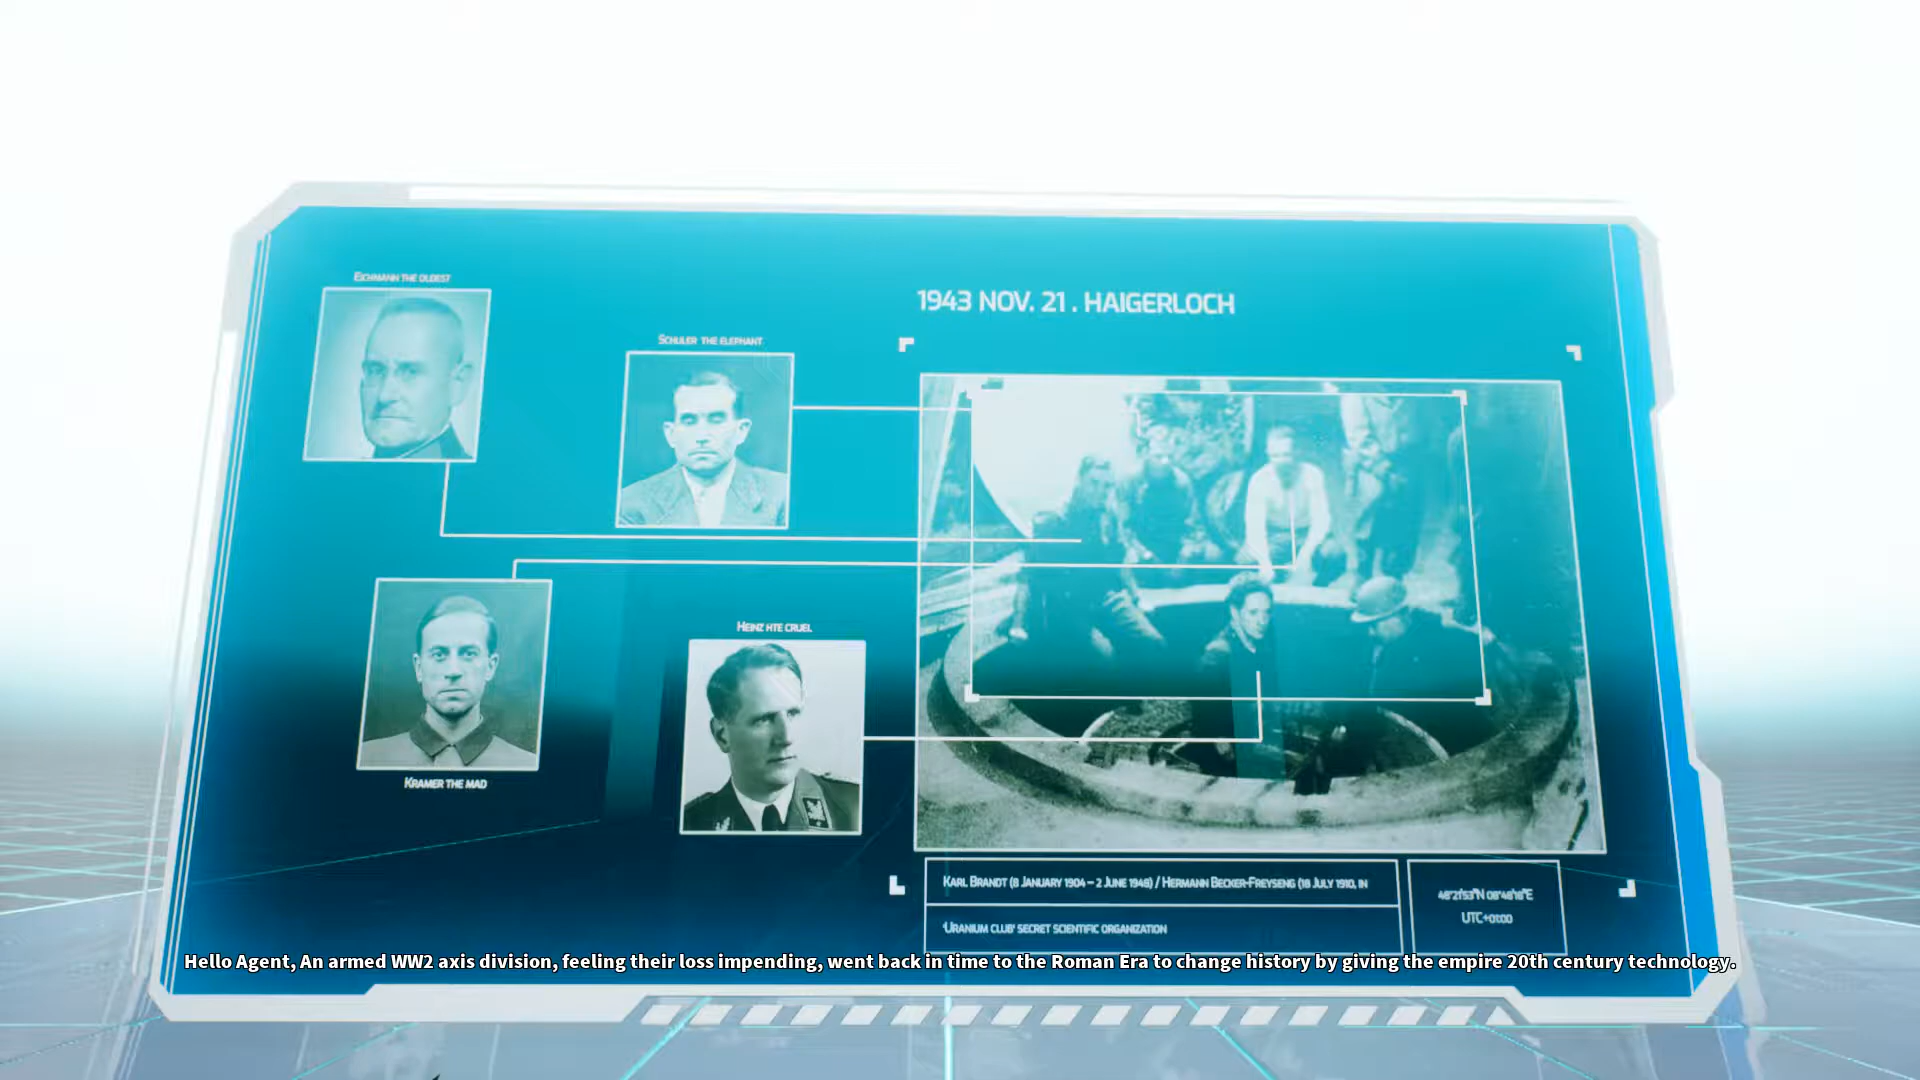 EICHMANN THE OLDEST
1943 NOV. 21 . HAIGERLOCH
SCHULER THE ELEPHANT
HEINZ HTE CRUEL
KRAMER THE MAD
KARL BRANDT (8 JANUARY 1904 – 2 JUNE 1948) / HERMANN BECKER-FREYSENG (18 JULY 1910, IN
'URANIUM CLUB' SECRET SCIENTIFIC ORGANIZATION
UTC+01:00
Hello Agent, An armed WW2 axis division, feeling their loss impending, went back in time to the Roman Era to change history by giving the empire 20th century technology.